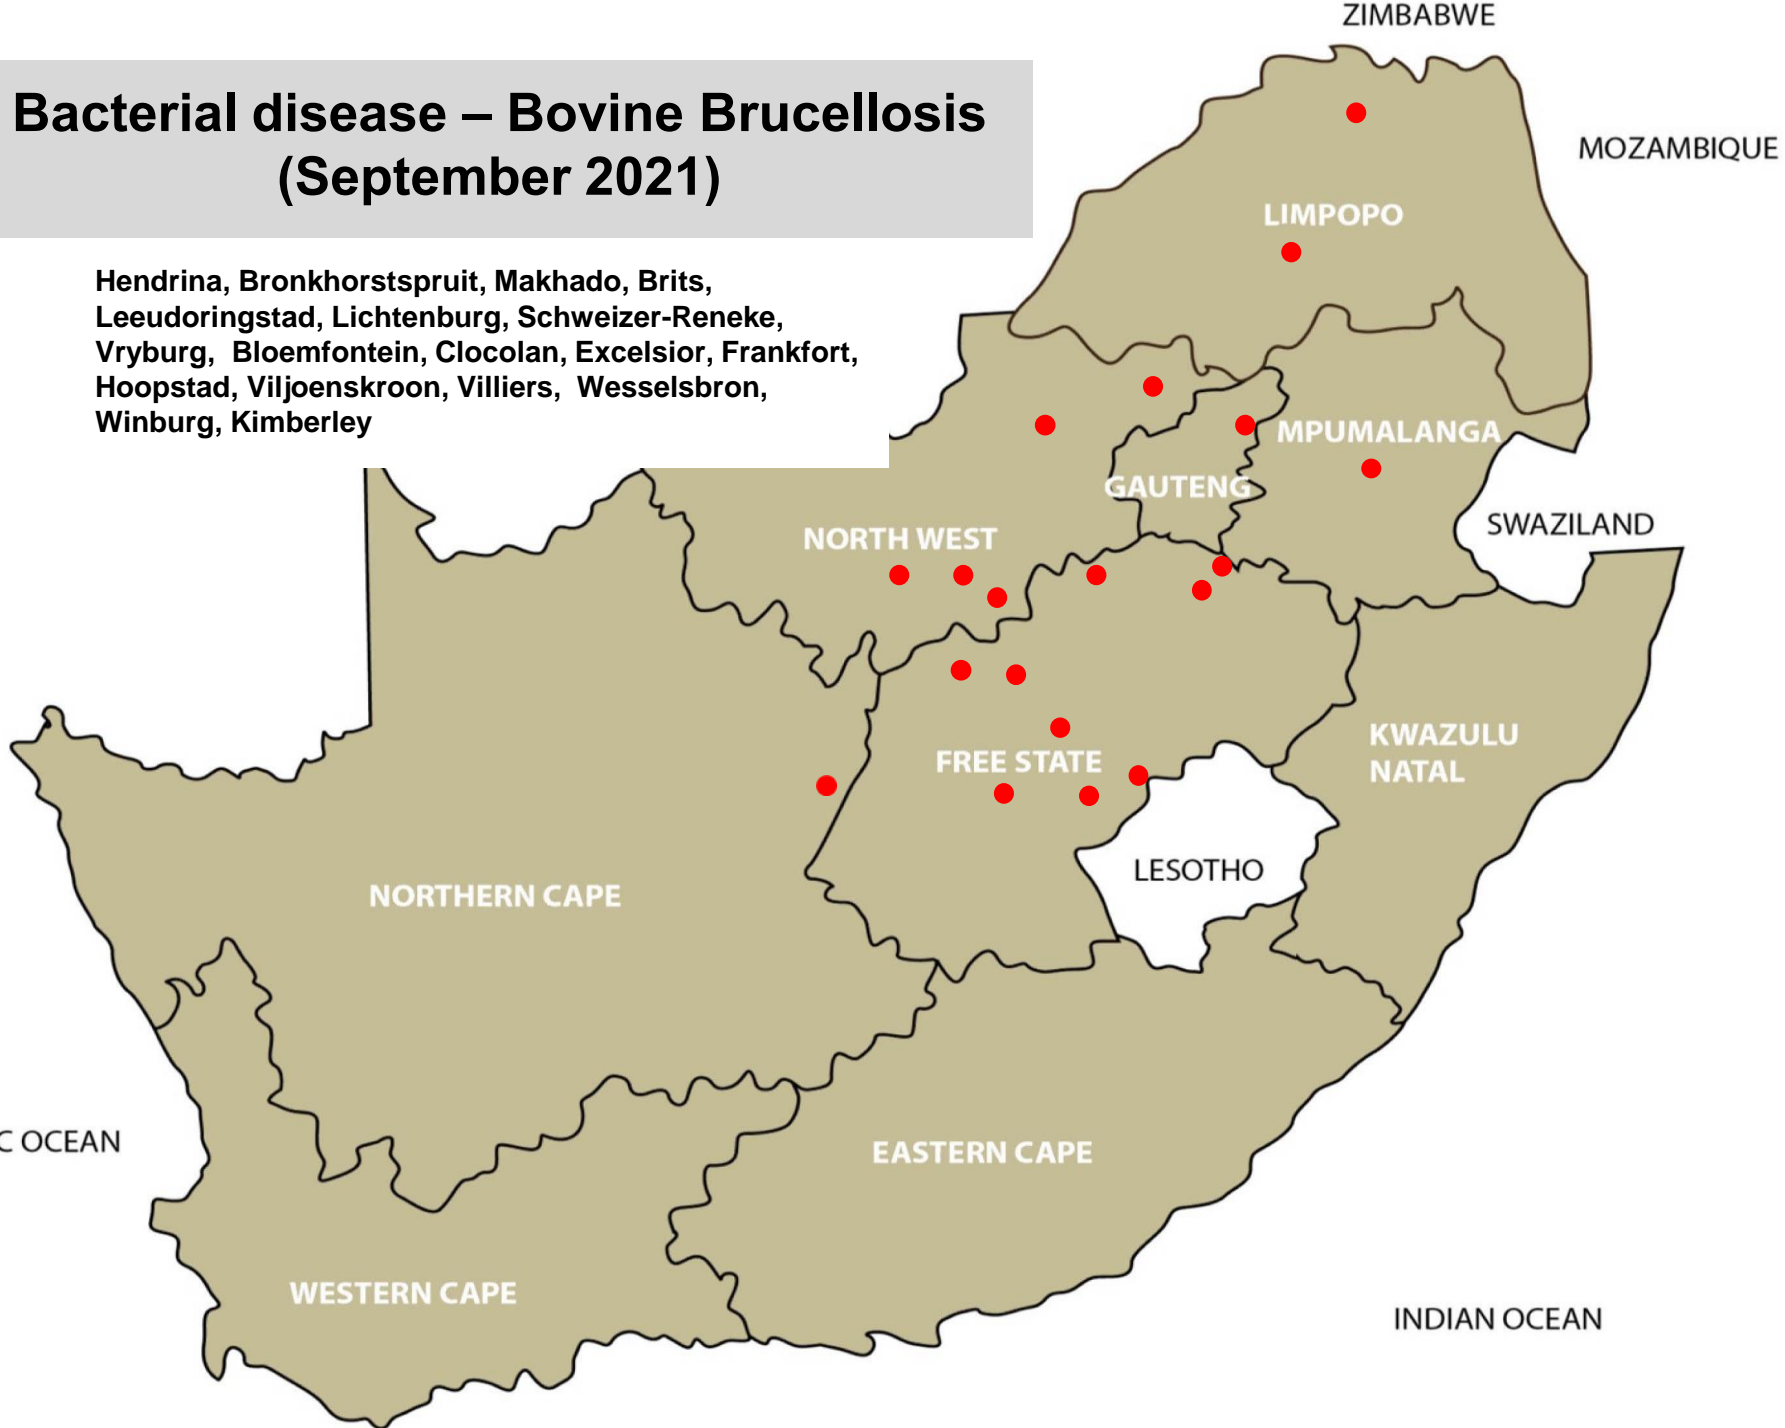 ZIMBABWE
Bacterial disease – Bovine Brucellosis
(September 2021)
MOZAMBIQUE
LIMPOPO
Hendrina, Bronkhorstspruit, Makhado, Brits,
Leeudoringstad, Lichtenburg, Schweizer-Reneke,
Vryburg, Bloemfontein, Clocolan, Excelsior, Frankfort,
Hoopstad, Viljoenskroon, Villiers, Wesselsbron,
Winburg, Kimberley
MPUMALANGA
GAUTENG
SWAZILAND
NORTH WEST
KWAZULU
NATAL
FREE STATE
LESOTHO
NORTHERN CAPE
C OCEAN
EASTERN CAPE
WESTERN CAPE
INDIAN OCEAN